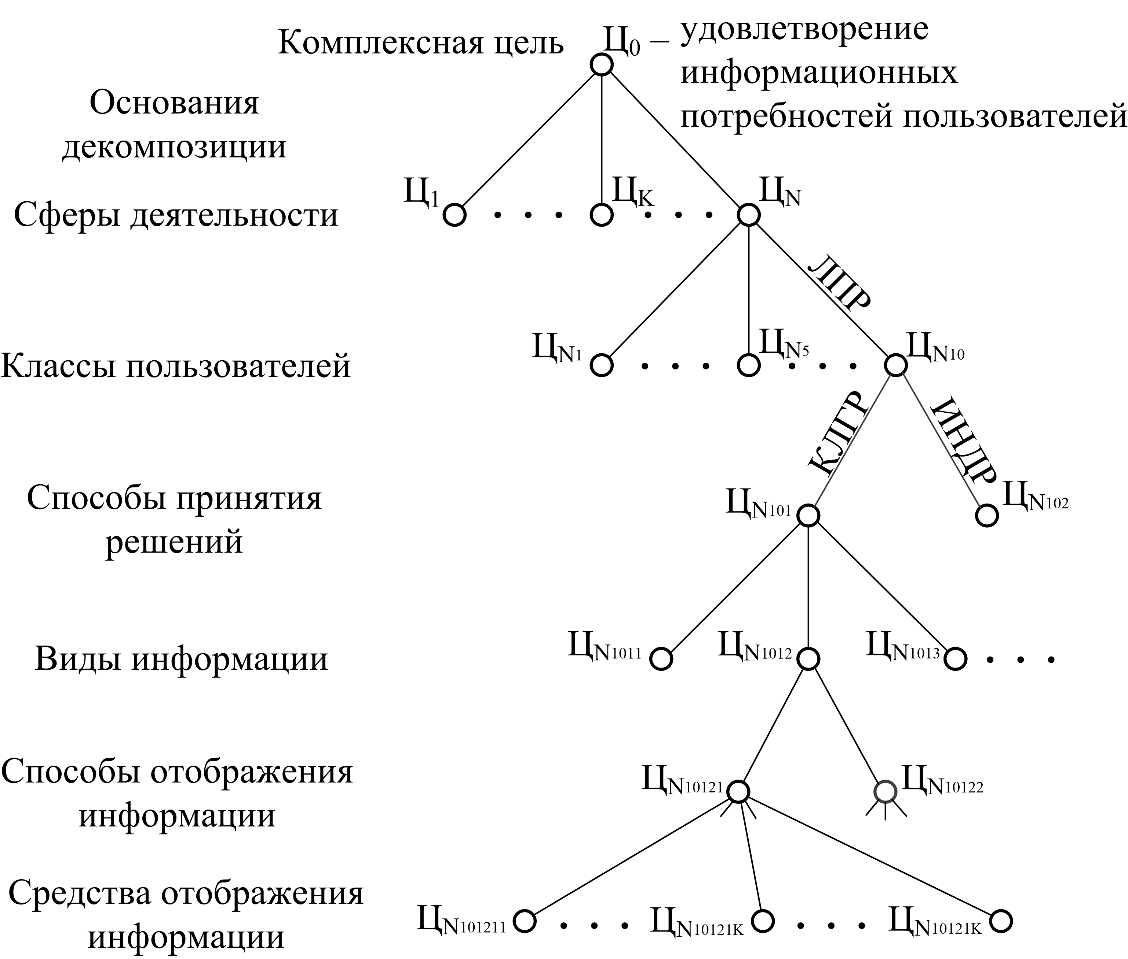 Комплексная цель Ц0 – удовлетворение
информационных
потребностей пользователей
Основания
декомпозиции
Сферы деятельности
Ц1 . . . ЦK . . . ЦN
ЛПР
Классы пользователей
ЦN1 . . . ЦN5 . . . ЦN10
КЛГР
ИНДР
Способы принятия
решений
ЦN101
ЦN102
Виды информации
ЦN1011 ЦN1012 ЦN1013 . . .
Способы отображения
информации
ЦN10121 ЦN10122
Средства отображения
информации
ЦN101211 . . . ЦN10121K . . . ЦN10121K